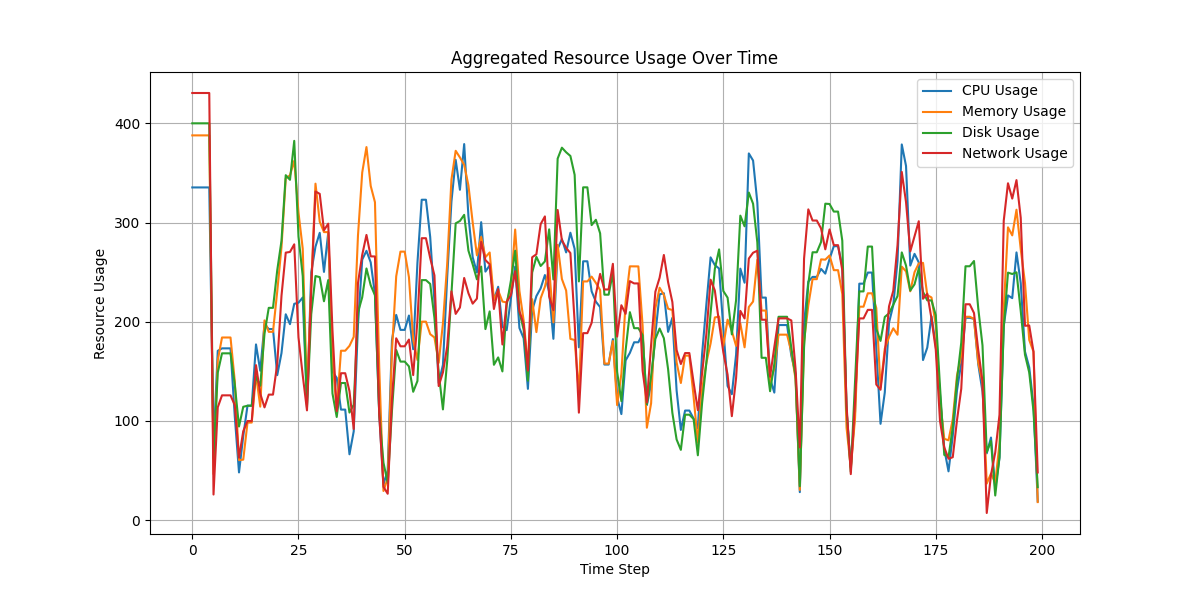 Aggregated Resource Usage Over Time
CPU Usage
Memory Usage
Disk Usage
Network Usage
Resource Usage
400
300
200
100
0
0 25 50 75 100 125 150 175 200
Time Step